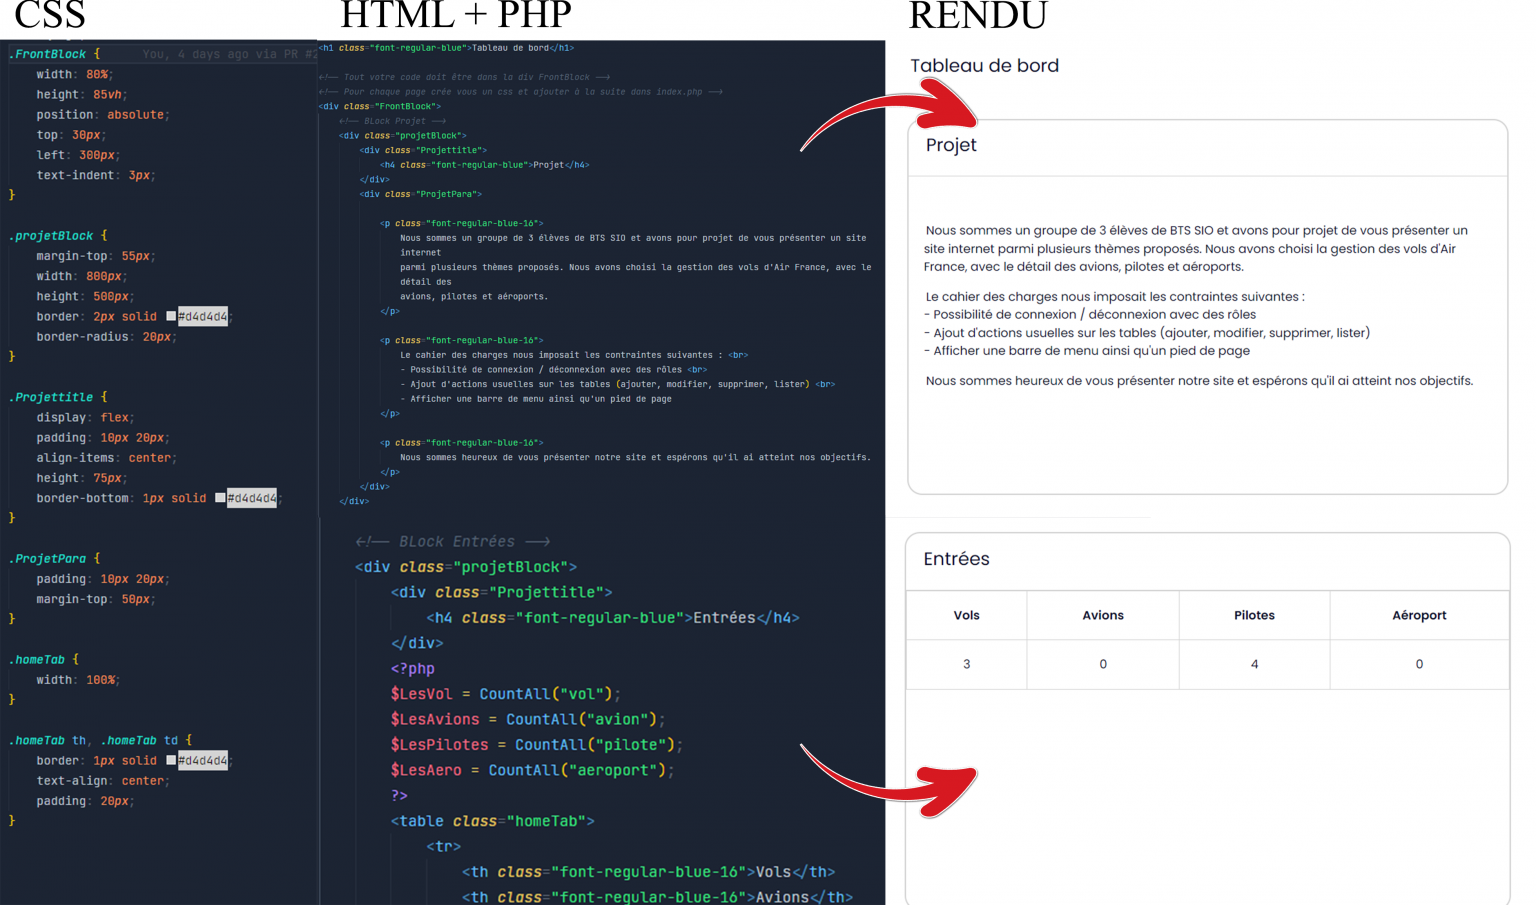 CSS
.FrontBlock {    You, 4 days ago via PR #2
width: 80%;
height: 85vh;
position: absolute;
top: 30px;
left: 300px;
text-indent: 3px;
}
.projetBlock {
margin-top: 55px;
width: 800px;
height: 500px;
border: 2px solid #d4d4d4;
border-radius: 20px;
}
.Projettitle {
display: flex;
padding: 10px 20px;
align-items: center;
height: 75px;
border-bottom: 1px solid #d4d4d4;
}
.ProjetPara {
padding: 10px 20px;
margin-top: 50px;
}
.homeTab {
width: 100%;
}
.homeTab th, .homeTab td {
border: 1px solid #d4d4d4;
text-align: center;
padding: 20px;
}
HTML + PHP
<h1 class="font-regular-blue">Tableau de bord</h1>
<!-- Tout votre code doit être dans la div FrontBlock -->
<!-- Pour chaque page crée vous un css et ajouter à la suite dans index.php -->
<div class="FrontBlock">
<!-- BLock Projet -->
<div class="projetBlock">
<div class="Projettitle">
<h4 class="font-regular-blue">Projet</h4>
</div>
<div class="ProjetPara">
<p class="font-regular-blue-16">
Nous sommes un groupe de 3 élèves de BTS SIO et avons pour projet de vous présenter un site
internet
parmi plusieurs thèmes proposés. Nous avons choisi la gestion des vols d'Air France, avec le
détail des
avions, pilotes et aéroports.
</p>
<p class="font-regular-blue-16">
Le cahier des charges nous imposait les contraintes suivantes : <br>
- Possibilité de connexion / déconnexion avec des rôles <br>
- Ajout d'actions usuelles sur les tables (ajouter, modifier, supprimer, lister) <br>
- Afficher une barre de menu ainsi qu'un pied de page
</p>
<p class="font-regular-blue-16">
Nous sommes heureux de vous présenter notre site et espérons qu'il ai atteint nos objectifs.
</p>
</div>
</div>
<!-- BLock Entrées -->
<div class="projetBlock">
<div class="Projettitle">
<h4 class="font-regular-blue">Entrées</h4>
</div>
<?php
$LesVol = CountAll("vol");
$LesAvions = CountAll("avion");
$LesPilotes = CountAll("pilote");
$LesAero = CountAll("aeroport");
?>
<table class="homeTab">
<tr>
<th class="font-regular-blue-16">Vols</th>
<th class="font-regular-blue-16">Avions</th>
RENDU
Tableau de bord
Projet
Nous sommes un groupe de 3 élèves de BTS SIO et avons pour projet de vous présenter un
site internet parmi plusieurs thèmes proposés. Nous avons choisi la gestion des vols d'Air
France, avec le détail des avions, pilotes et aéroports.
Le cahier des charges nous imposait les contraintes suivantes :
- Possibilité de connexion / déconnexion avec des rôles
- Ajout d'actions usuelles sur les tables (ajouter, modifier, supprimer, lister)
- Afficher une barre de menu ainsi qu'un pied de page
Nous sommes heureux de vous présenter notre site et espérons qu'il ai atteint nos objectifs.
Entrées
Vols Avions Pilotes Aéroport
3 0 4 0